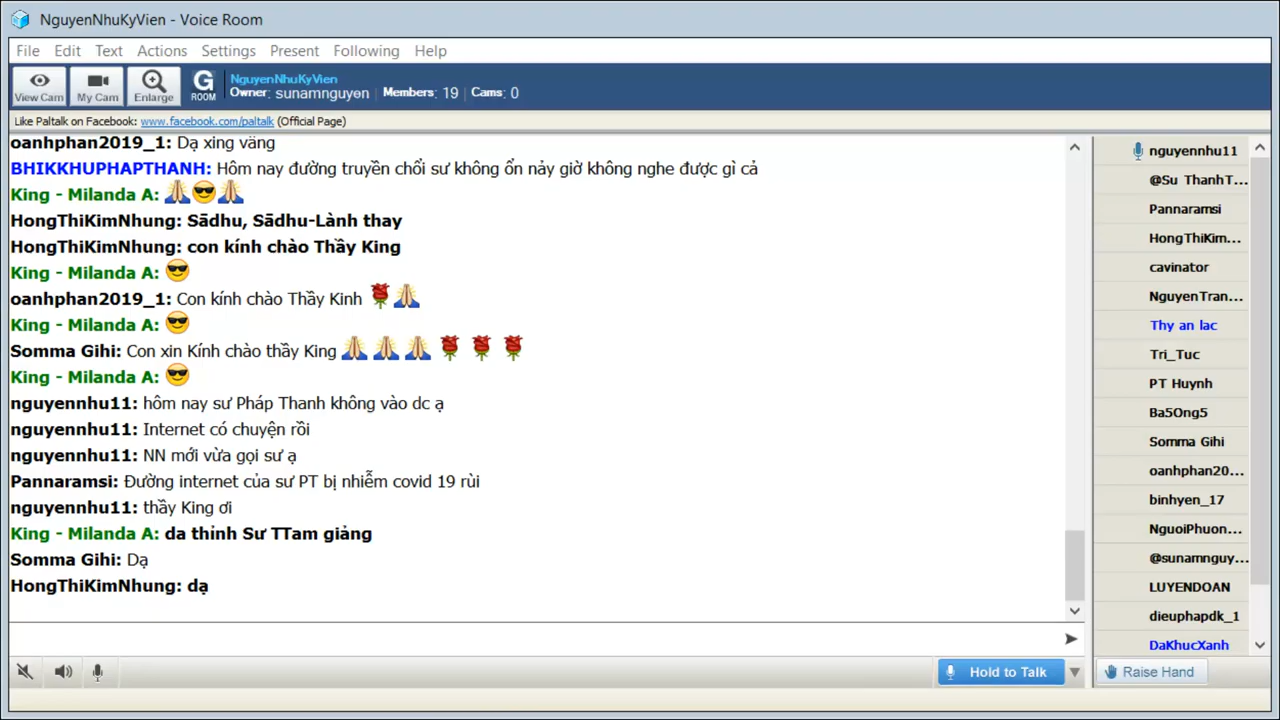 NguyenNhuKyVien - Voice Room
File Edit Text Actions Settings Present Following Help
View Cam My Cam Enlarge G ROOM NguyenNhuKyVien
Owner: sunamnguyen Members: 19 Cams: 0
Like Paltalk on Facebook: www.facebook.com/paltalk (Official Page)
oanhphan2019_1: Dạ xing vâng
BHIKKHUPHAPTHANH: Hôm nay đường truyền chổi sư không ổn nảy giờ không nghe được gì cả
King - Milanda A: 🙏😎🙏
HongThiKimNhung: Sādhu, Sādhu-Lành thay
HongThiKimNhung: con kính chào Thầy King
King - Milanda A: 😎
oanhphan2019_1: Con kính chào Thầy Kinh 🌹🙏
King - Milanda A: 😎
Somma Gihi: Con xin Kính chào thầy King 🙏🙏🙏🌹🌹🌹
King - Milanda A: 😎
nguyennhu11: hôm nay sư Pháp Thanh không vào dc ạ
nguyennhu11: Internet có chuyện rồi
nguyennhu11: NN mới vừa gọi sư ạ
Pannaramsi: Đường internet của sư PT bị nhiễm covid 19 rùi
nguyennhu11: thầy King ơi
King - Milanda A: da thỉnh Sư TTam giảng
Somma Gihi: Dạ
HongThiKimNhung: dạ
nguyennhu11
@Su ThanhT...
Pannaramsi
HongThiKim...
cavinator
NguyenTran...
Thy an lac
Tri_Tuc
PT Huynh
Ba5Ong5
Somma Gihi
oanhphan20...
binhyen_17
NguoiPhuon...
@sunamnguy...
LUYENDOAN
dieuphapdk_1
DaKhucXanh
Hold to Talk Raise Hand